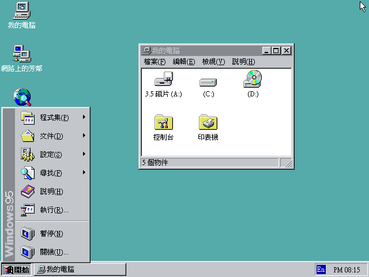 我的電腦
網路上的芳鄰
我的電腦
檔案(F) 編輯(E) 檢視(V) 說明(H)
3.5 磁片 (A:) (C:) (D:)
控制台 印表機
5 個物件
Windows95
程式集(P)
文件(D)
設定(S)
尋找(F)
說明(H)
執行(R)...
暫停(N)
關機(U)...
開始 我的電腦 En PM 08:15